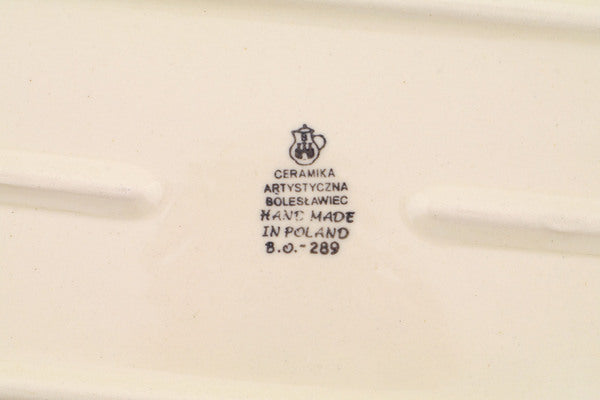 CERAMIKA
ARTYSTYCZNA
BOLESŁAWIEC
HAND MADE
IN POLAND
B.O.-289